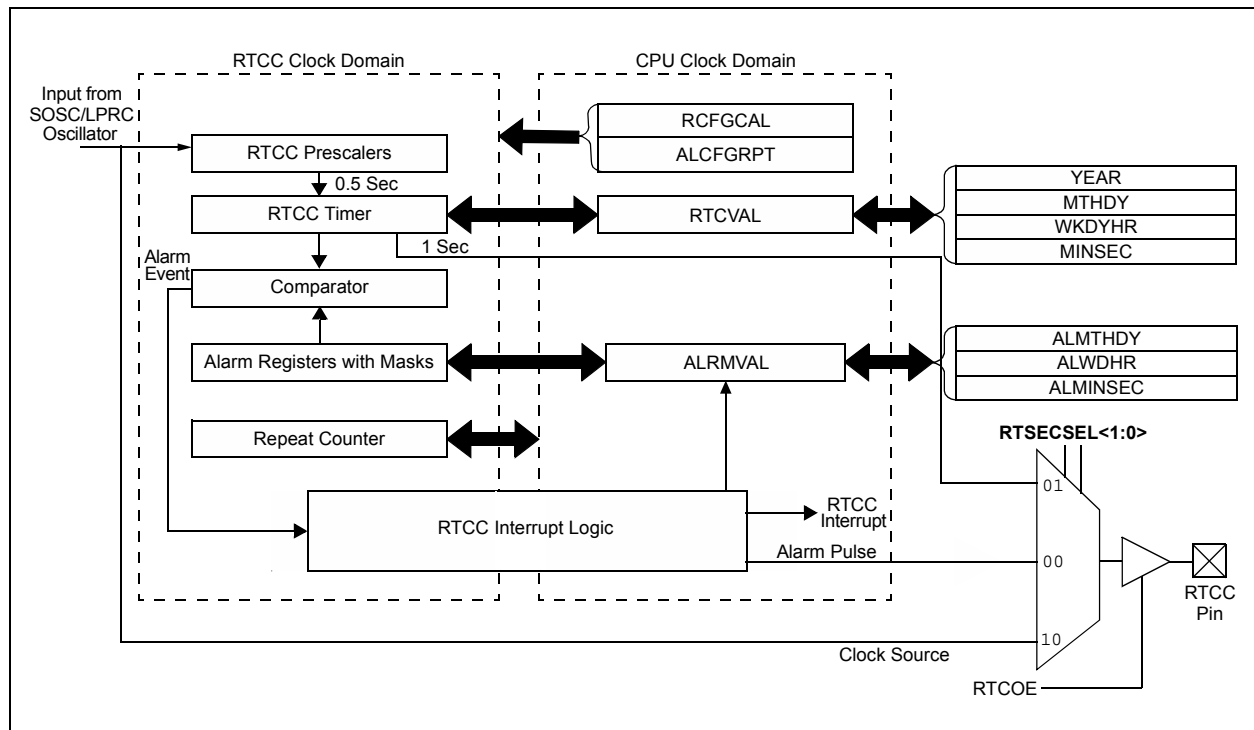 RTCC Clock Domain
CPU Clock Domain
Input from
SOSC/LPRC
Oscillator
RCFGCAL
ALCFGRPT
RTCC Prescalers
0.5 Sec
RTCC Timer
RTCVAL
YEAR
MTHDY
WKDYHR
MINSEC
1 Sec
Alarm
Event
Comparator
Alarm Registers with Masks
ALRMVAL
ALMTHDY
ALWDHR
ALMINSEC
Repeat Counter
RTSECSEL<1:0>
01
RTCC Interrupt Logic
RTCC
Interrupt
Alarm Pulse
00
RTCC
Pin
10
Clock Source
RTCOE